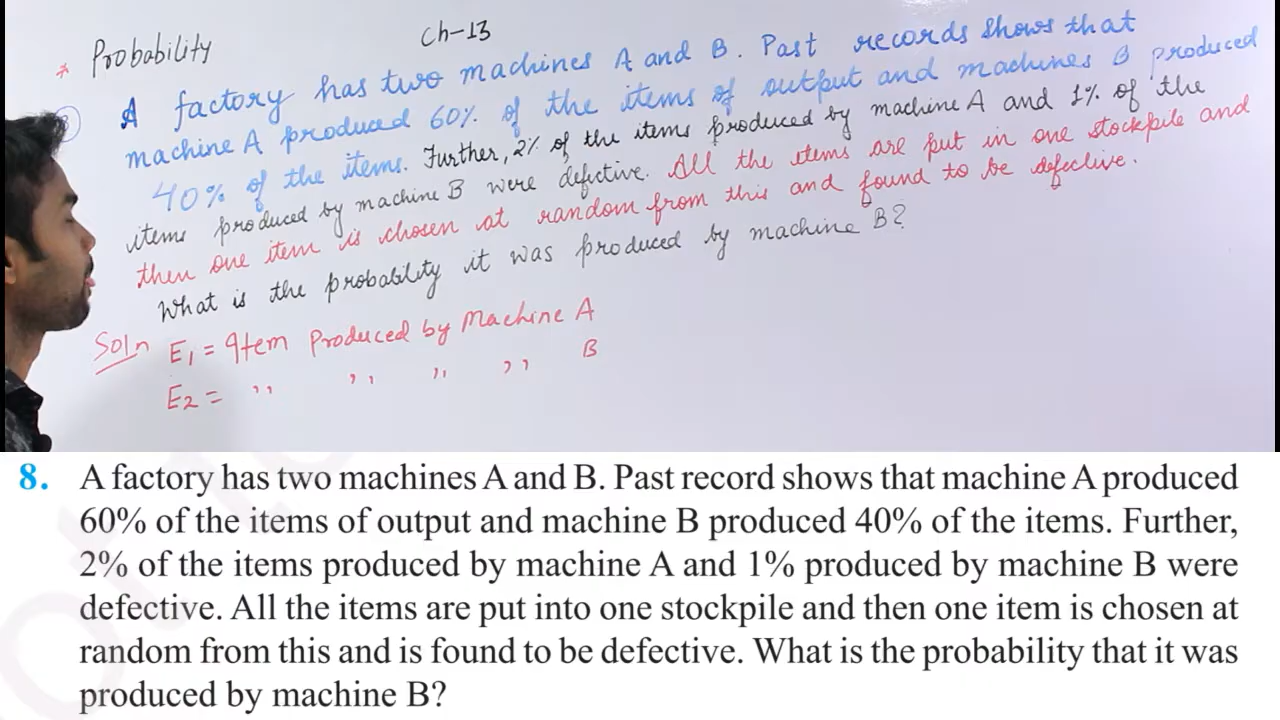 * Probability
Ch-13
8) A factory has two machines A and B. Past records shows that
machine A produced 60% of the items of output and machines B produced
40% of the items. Further, 2% of the items produced by machine A and 1% of the
items produced by machine B were defective. All the items are put in one stockpile and
then one item is chosen at random from this and found to be defective.
What is the probability it was produced by machine B?
Soln E1 = Item Produced by Machine A
E2 = ,, ,, ,, ,, B
8. A factory has two machines A and B. Past record shows that machine A produced
60% of the items of output and machine B produced 40% of the items. Further,
2% of the items produced by machine A and 1% produced by machine B were
defective. All the items are put into one stockpile and then one item is chosen at
random from this and is found to be defective. What is the probability that it was
produced by machine B?